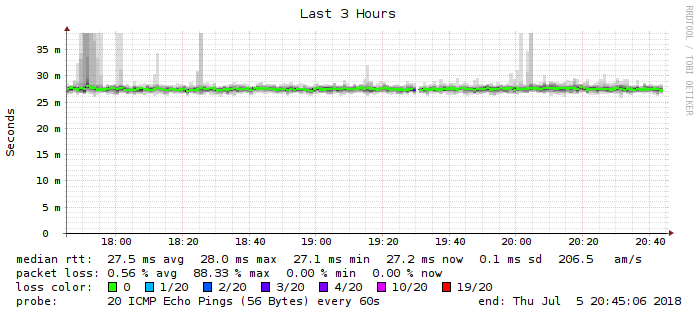 Last 3 Hours
RRDTOOL / TOBI OETIKER
Seconds
35 m
30 m
25 m
20 m
15 m
10 m
5 m
0
18:00 18:20 18:40 19:00 19:20 19:40 20:00 20:20 20:40
median rtt: 27.5 ms avg 28.0 ms max 27.1 ms min 27.2 ms now 0.1 ms sd 206.5 am/s
packet loss: 0.56 % avg 88.33 % max 0.00 % min 0.00 % now
loss color: 0 1/20 2/20 3/20 4/20 10/20 19/20
probe: 20 ICMP Echo Pings (56 Bytes) every 60s end: Thu Jul 5 20:45:06 2018